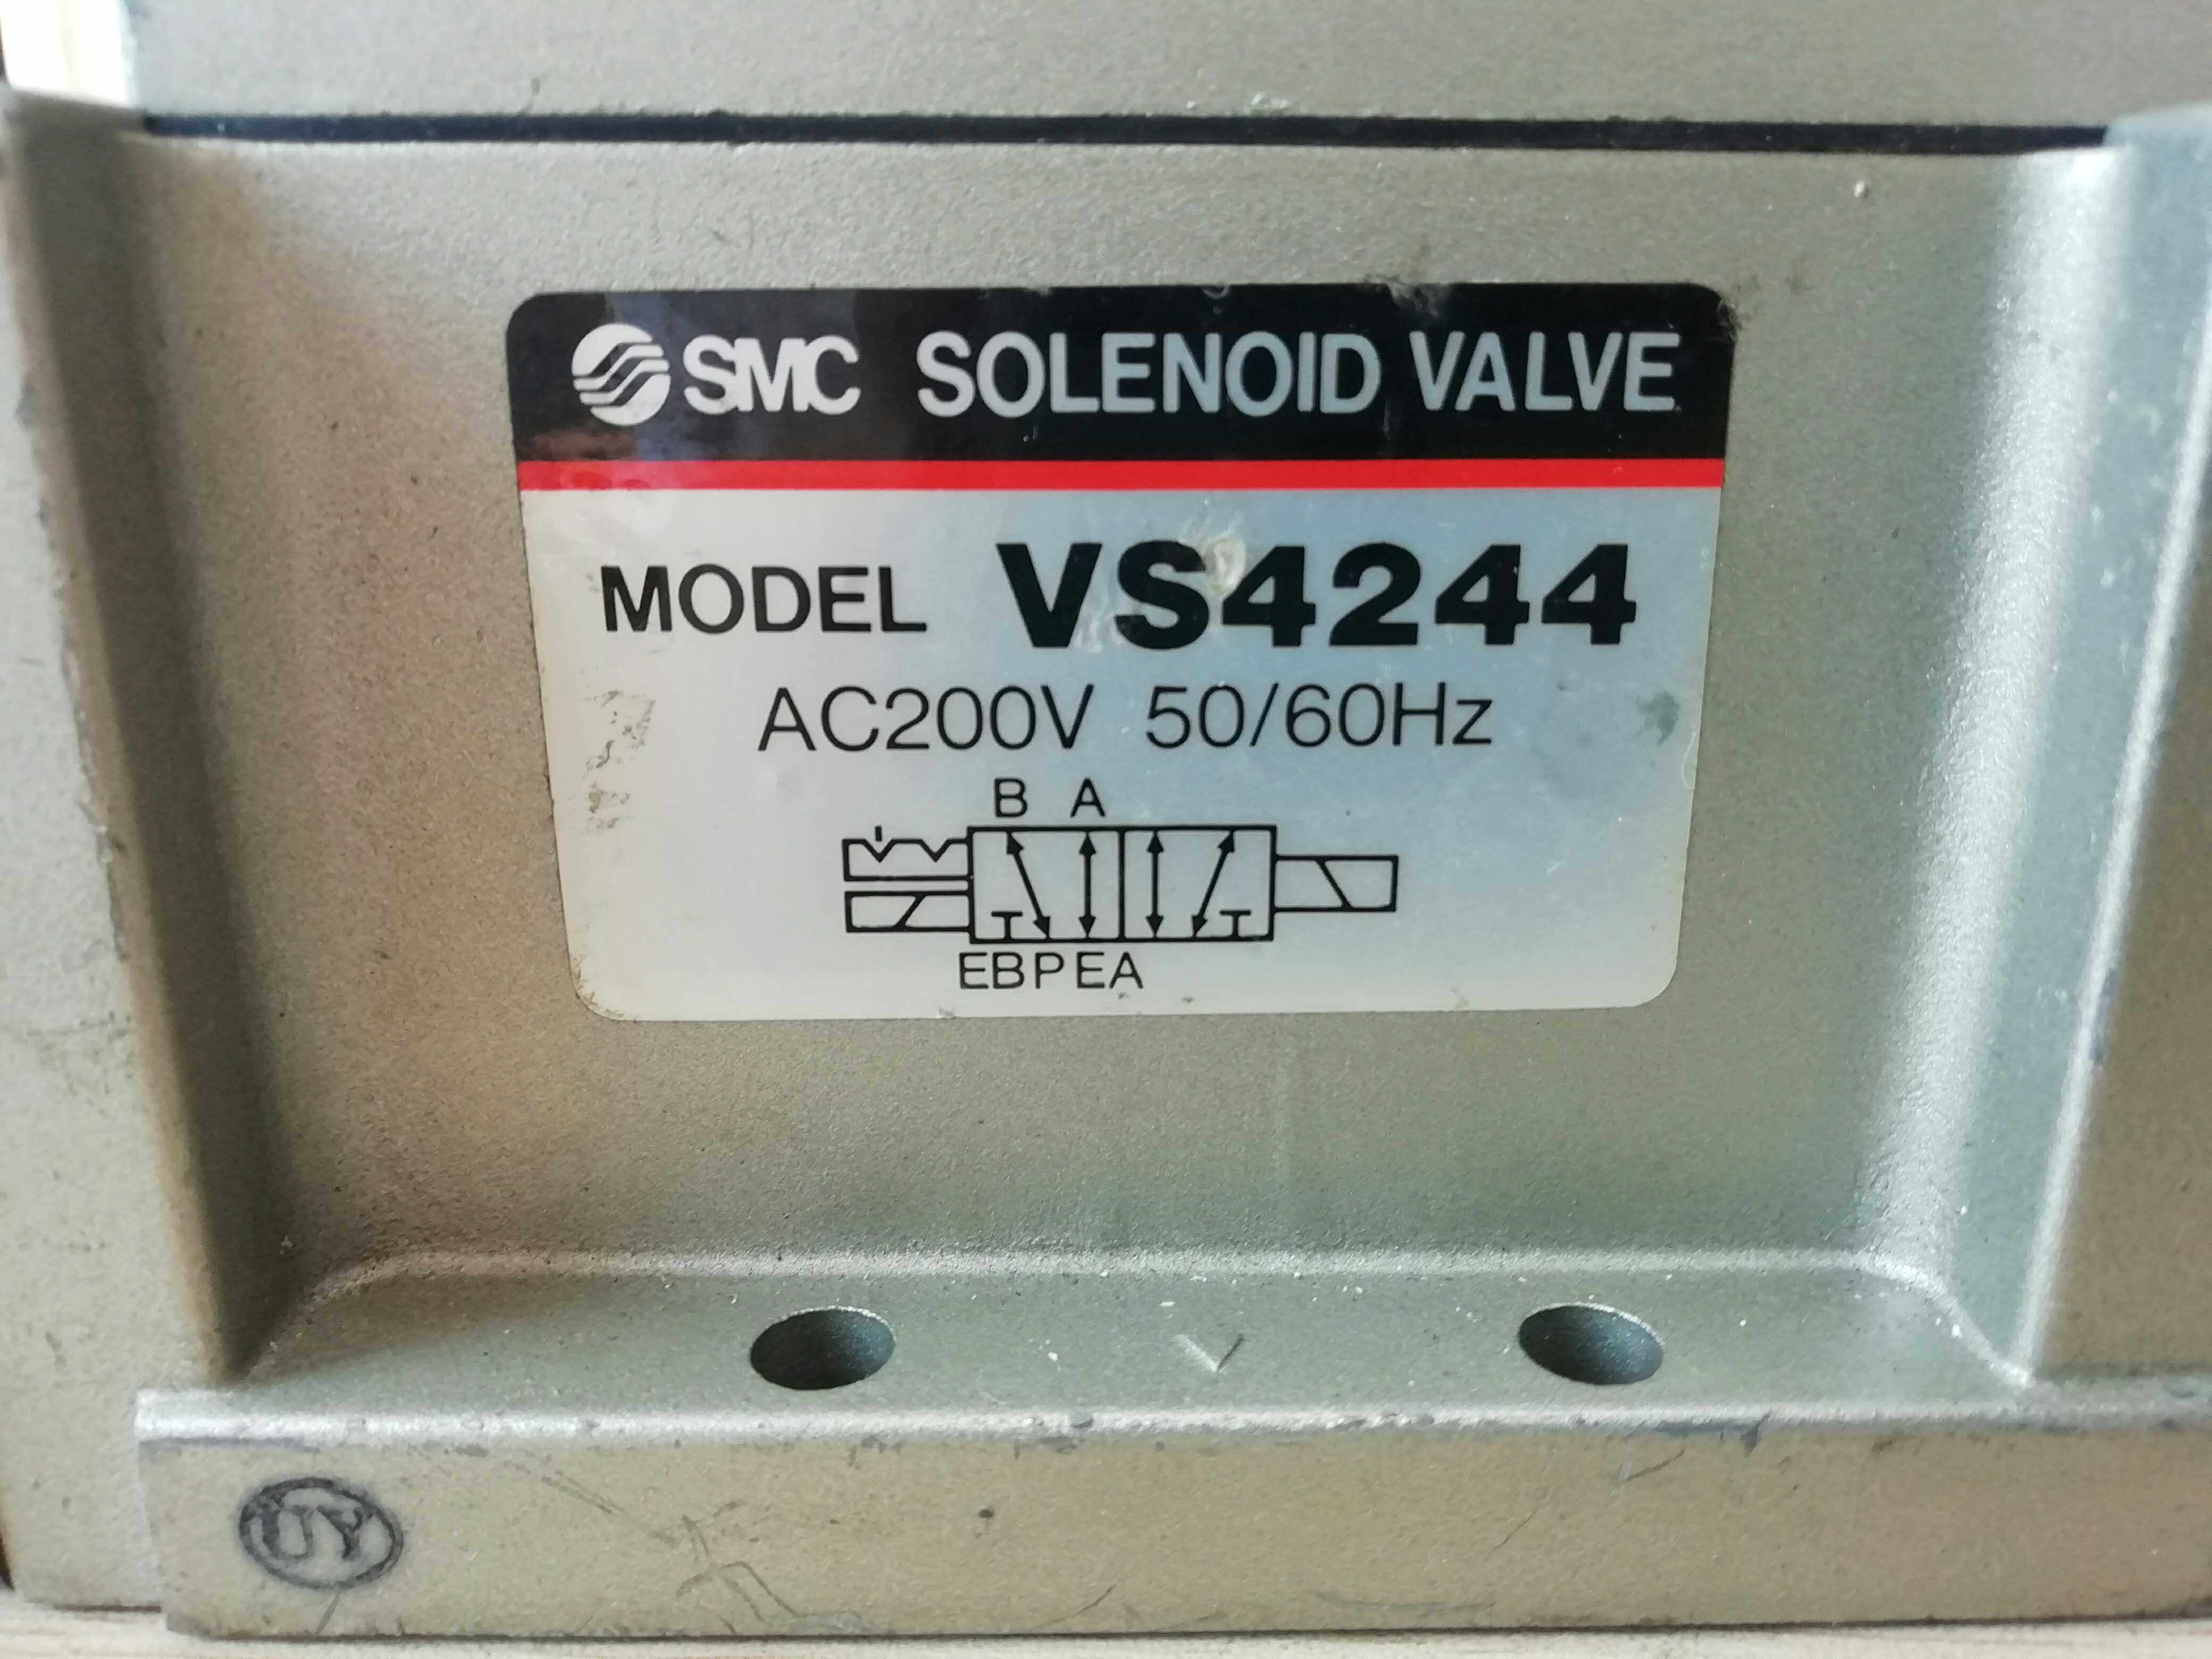 SMC SOLENOID VALVE
MODEL VS4244
AC200V 50/60Hz
B A
EBPEA
UY